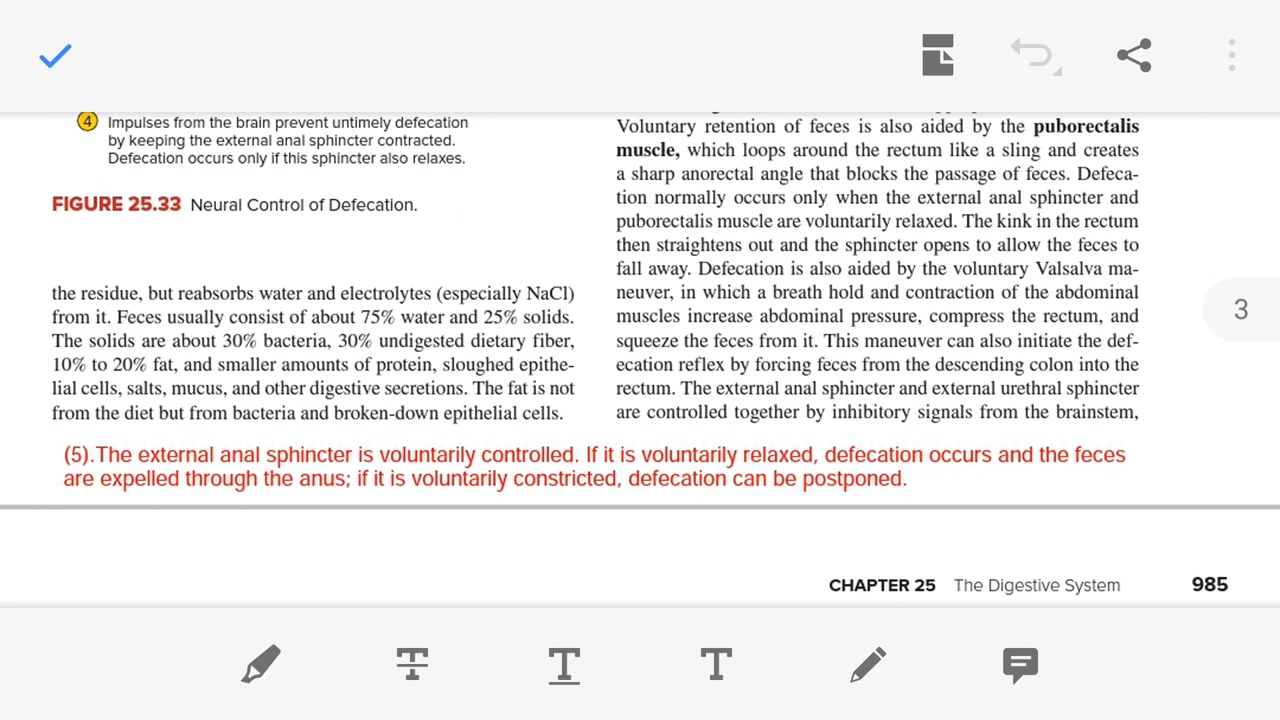 4 Impulses from the brain prevent untimely defecation
by keeping the external anal sphincter contracted.
Defecation occurs only if this sphincter also relaxes.
FIGURE 25.33 Neural Control of Defecation.
the residue, but reabsorbs water and electrolytes (especially NaCl)
from it. Feces usually consist of about 75% water and 25% solids.
The solids are about 30% bacteria, 30% undigested dietary fiber,
10% to 20% fat, and smaller amounts of protein, sloughed epithe-
lial cells, salts, mucus, and other digestive secretions. The fat is not
from the diet but from bacteria and broken-down epithelial cells.
Voluntary retention of feces is also aided by the puborectalis
muscle, which loops around the rectum like a sling and creates
a sharp anorectal angle that blocks the passage of feces. Defeca-
tion normally occurs only when the external anal sphincter and
puborectalis muscle are voluntarily relaxed. The kink in the rectum
then straightens out and the sphincter opens to allow the feces to
fall away. Defecation is also aided by the voluntary Valsalva ma-
neuver, in which a breath hold and contraction of the abdominal
muscles increase abdominal pressure, compress the rectum, and
squeeze the feces from it. This maneuver can also initiate the def-
ecation reflex by forcing feces from the descending colon into the
rectum. The external anal sphincter and external urethral sphincter
are controlled together by inhibitory signals from the brainstem,
(5).The external anal sphincter is voluntarily controlled. If it is voluntarily relaxed, defecation occurs and the feces
are expelled through the anus; if it is voluntarily constricted, defecation can be postponed.
3
CHAPTER 25 The Digestive System 985